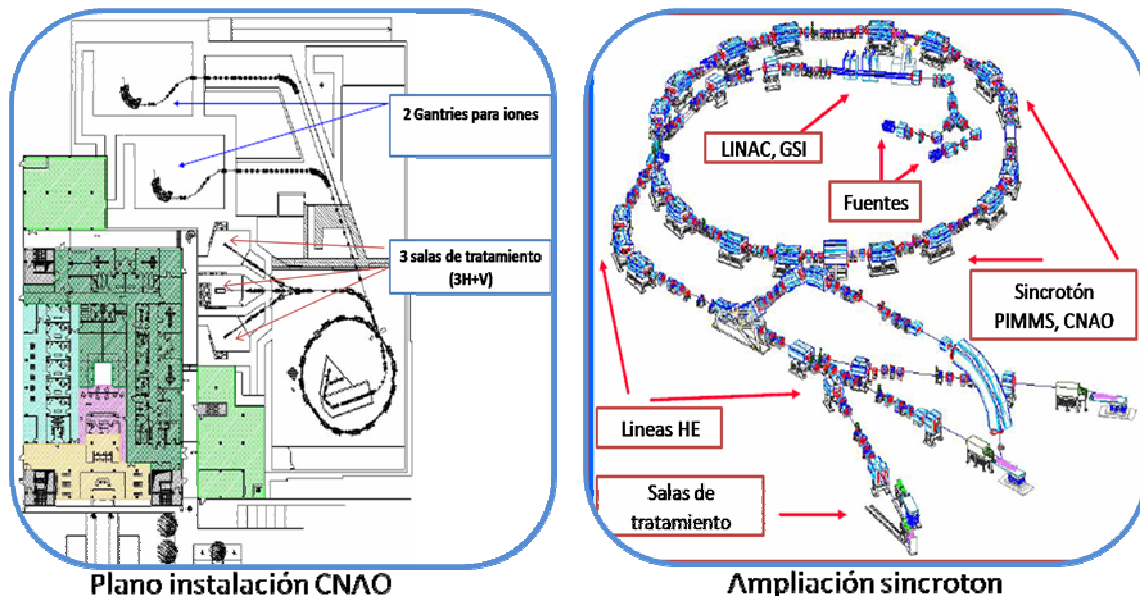 2 Gantries para iones
3 salas de tratamiento
(3H+V)
Plano instalación CNAO
LINAC, GSI
Fuentes
Sincrotón
PIMMS, CNAO
Lineas HE
Salas de
tratamiento
Ampliación sincroton